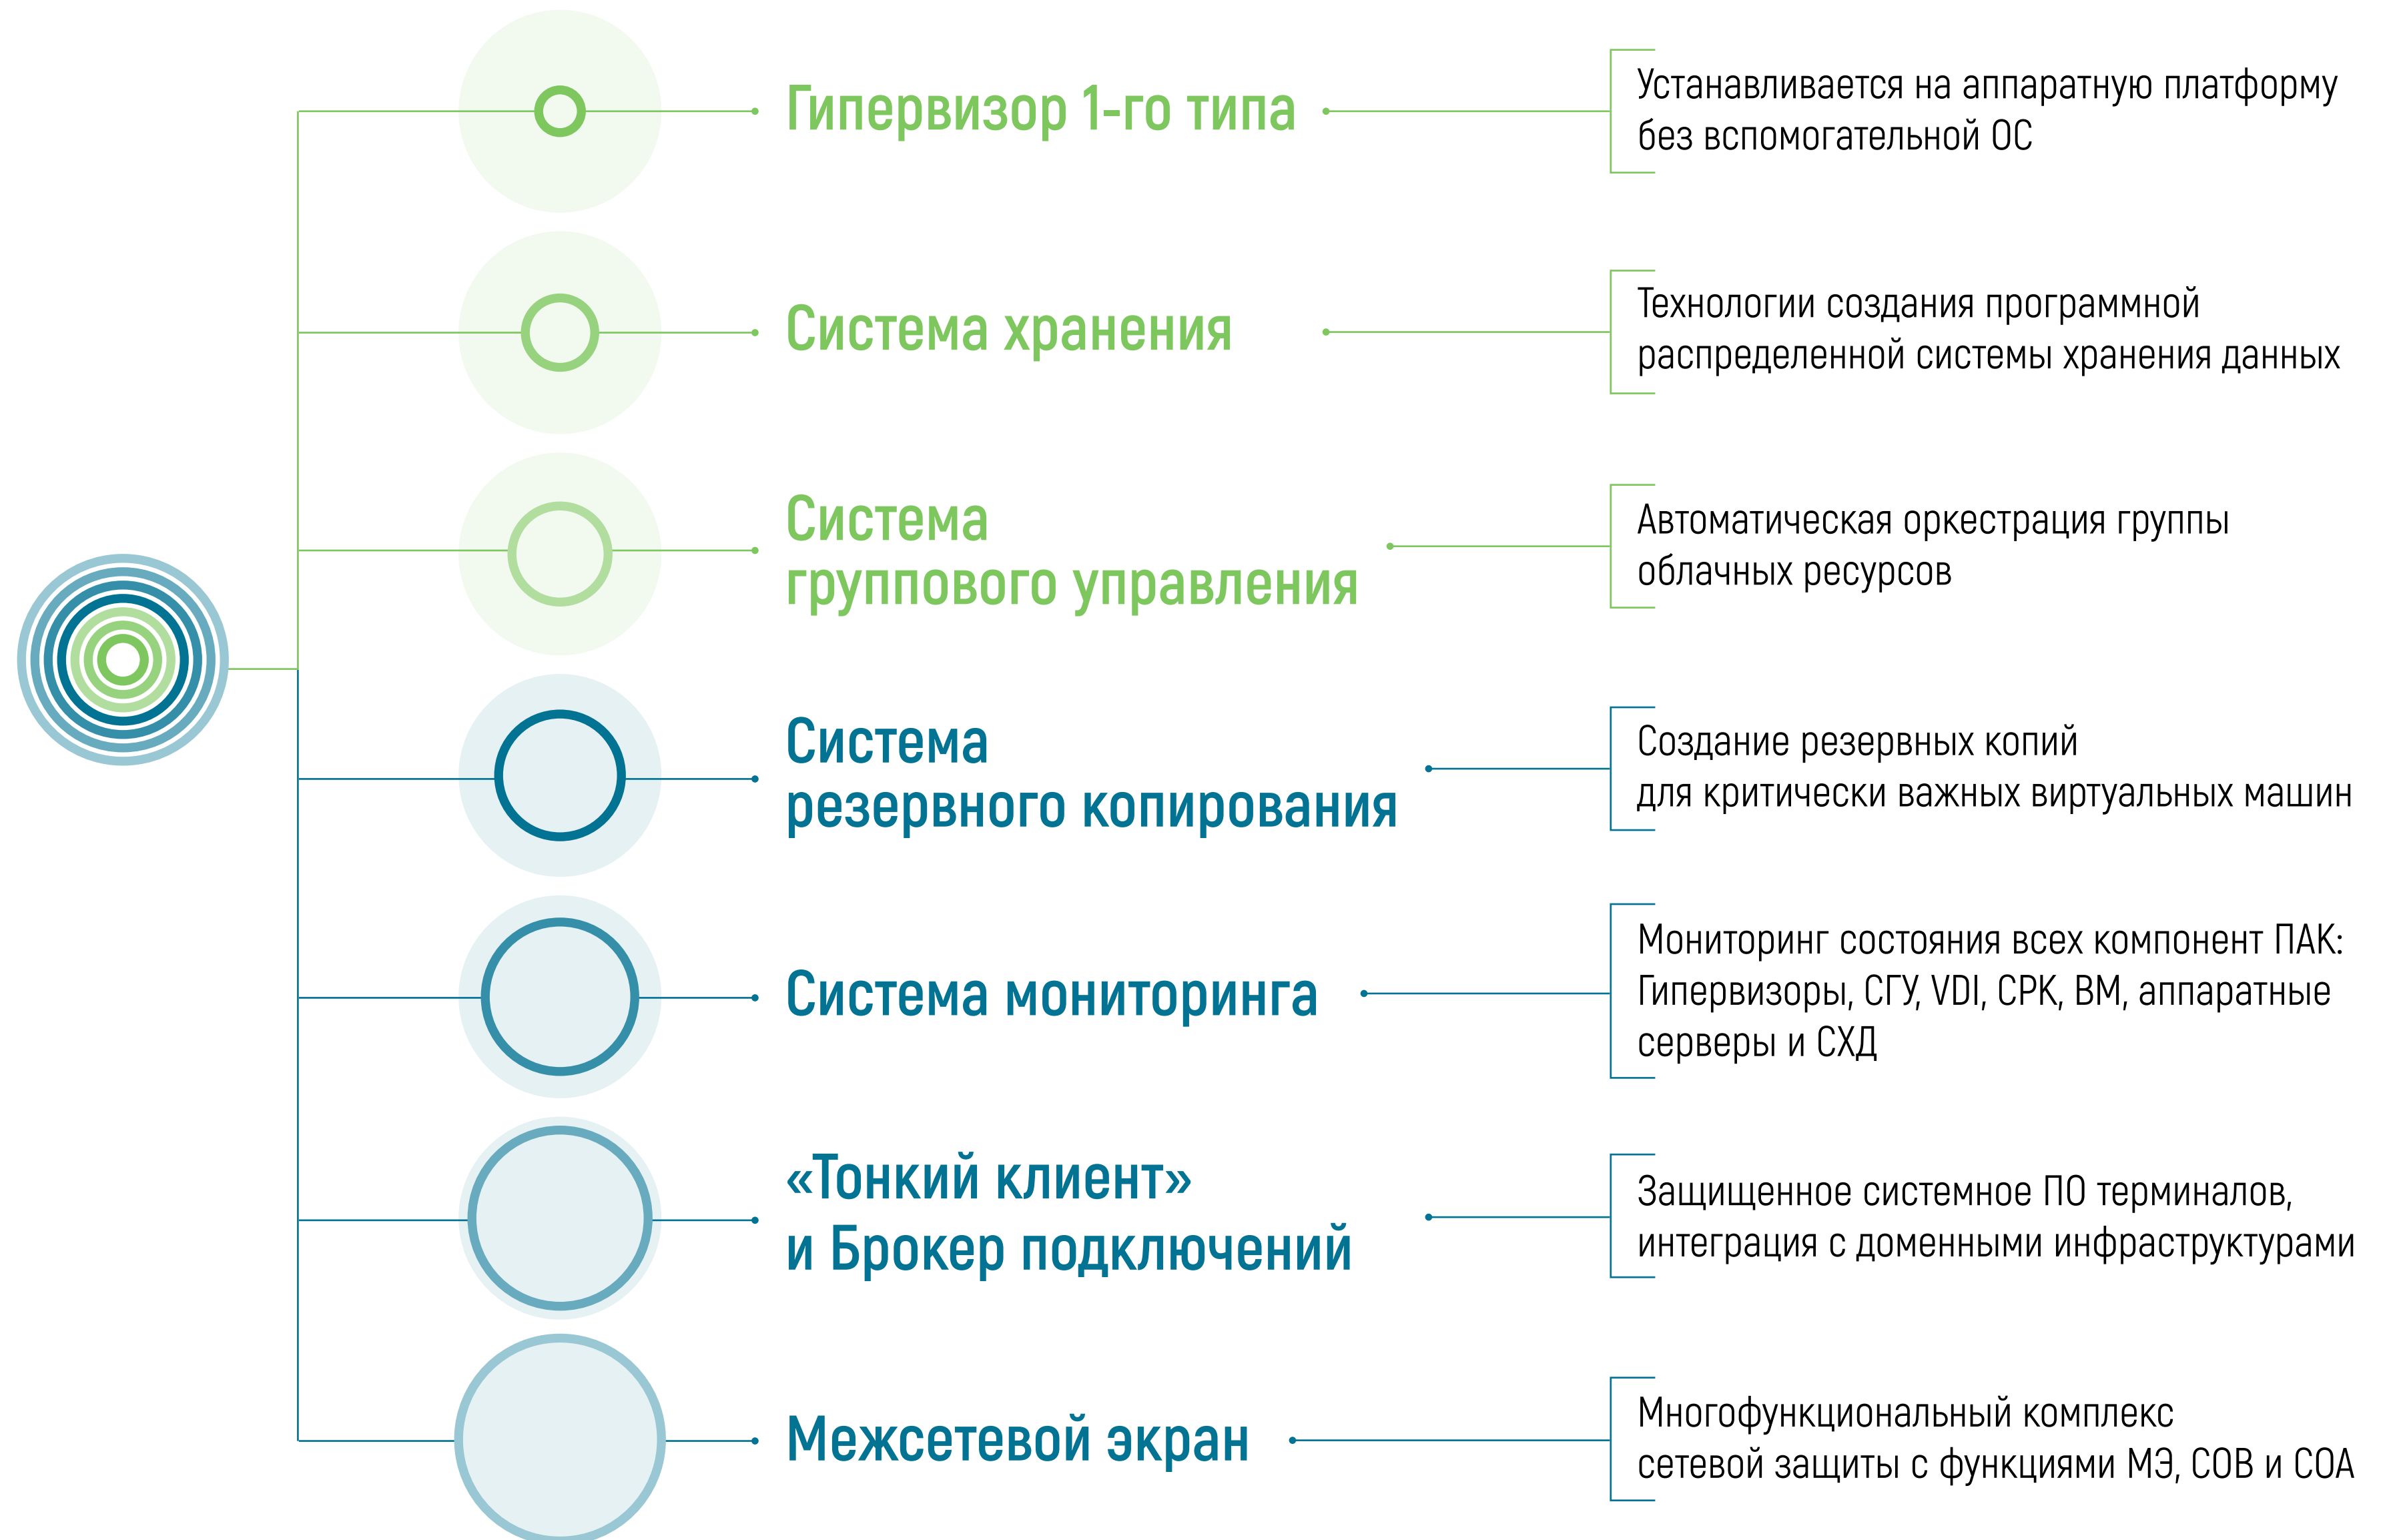 Гипервизор 1-го типа
Устанавливается на аппаратную платформу
без вспомогательной ОС
Система хранения
Технологии создания программной
распределенной системы хранения данных
Система
группового управления
Автоматическая оркестрация группы
облачных ресурсов
Система
резервного копирования
Создание резервных копий
для критически важных виртуальных машин
Система мониторинга
Мониторинг состояния всех компонент ПАК:
Гипервизоры, СГУ, VDI, СРК, ВМ, аппаратные
серверы и СХД
«Тонкий клиент»
и Брокер подключений
Защищенное системное ПО терминалов,
интеграция с доменными инфраструктурами
Межсетевой экран
Многофункциональный комплекс
сетевой защиты с функциями МЭ, СОВ и СОА